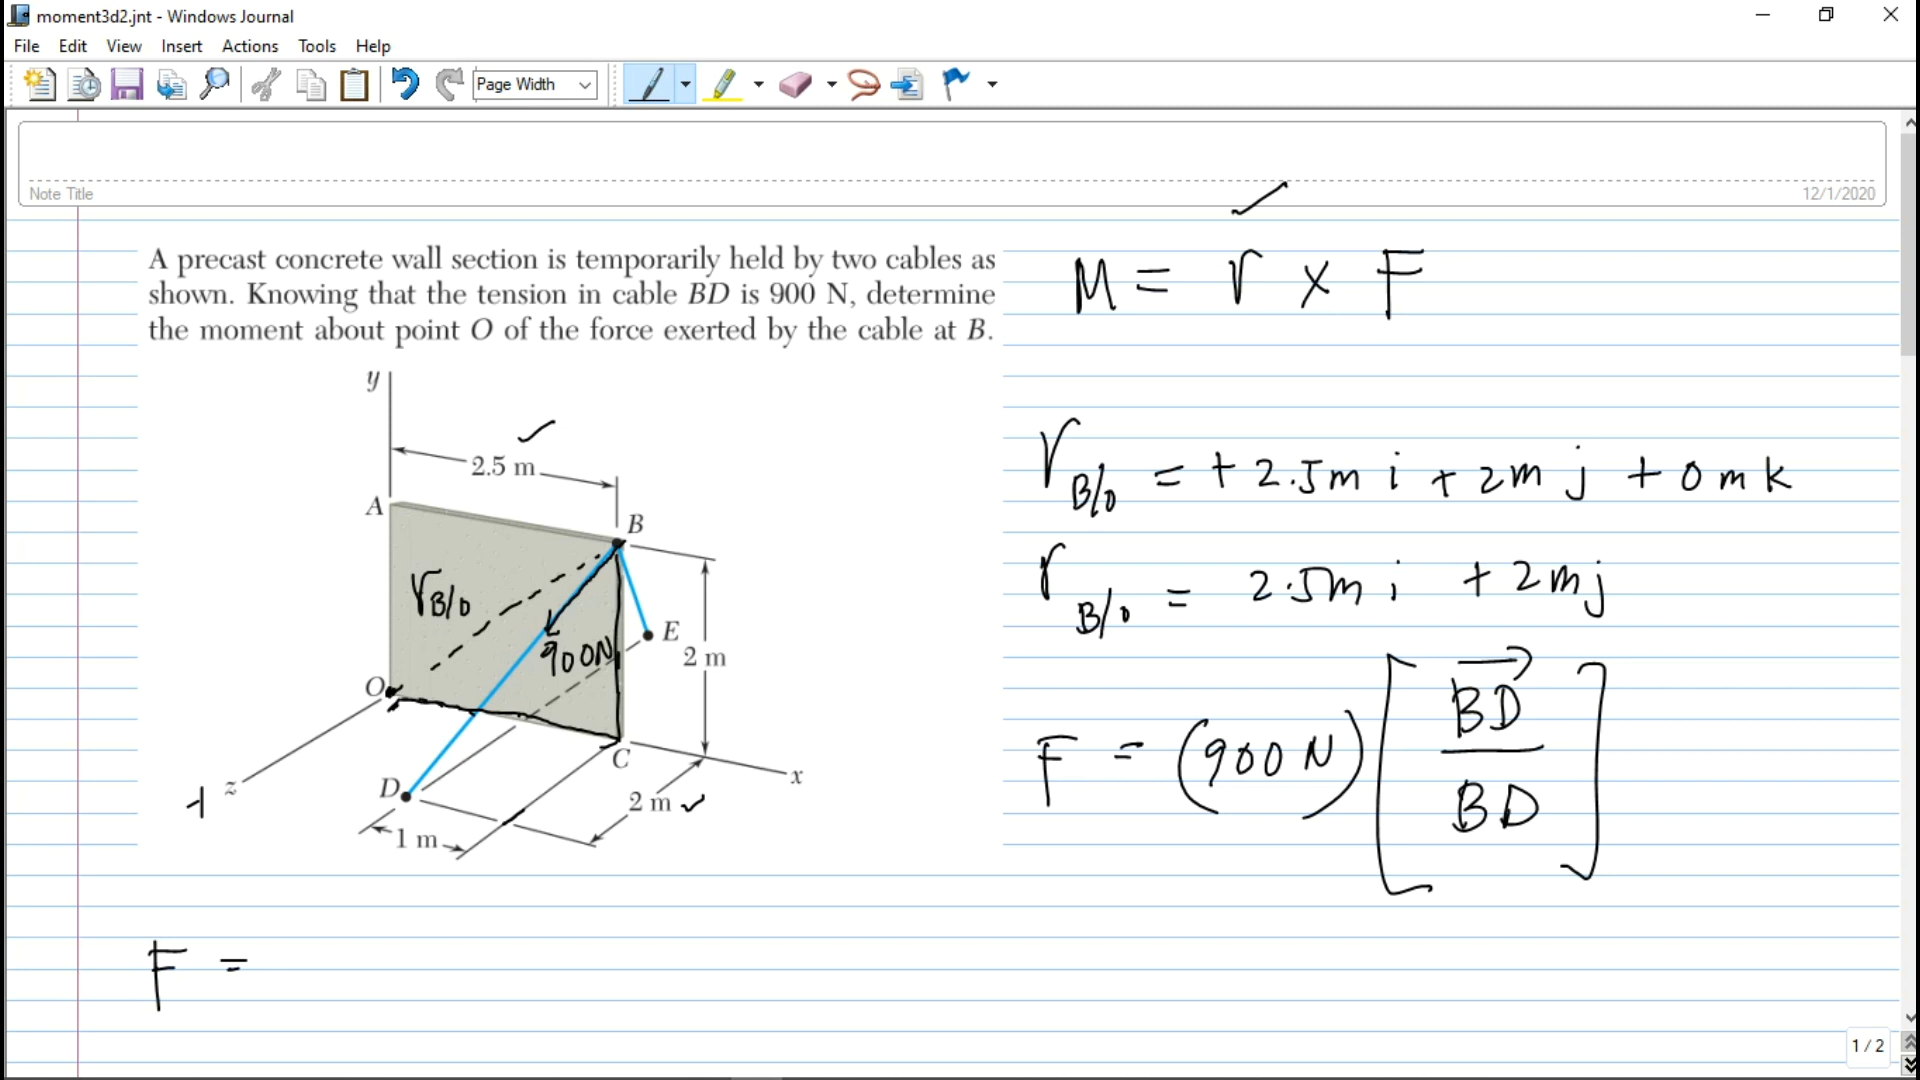 moment3d2.jnt - Windows Journal
File Edit View Insert Actions Tools Help
Page Width
Note Title
12/1/2020
A precast concrete wall section is temporarily held by two cables as
shown. Knowing that the tension in cable BD is 900 N, determine
the moment about point O of the force exerted by the cable at B.
M = r x F
y
2.5 m
A
B
r B/O
E
900N
2 m
O
C
x
z
D
2 m
1 m
r B/O = + 2.5m i + 2m j + 0 m k
r B/O = 2.5m i + 2mj
F = (900 N) [ BD
BD ]
F =
1 / 2